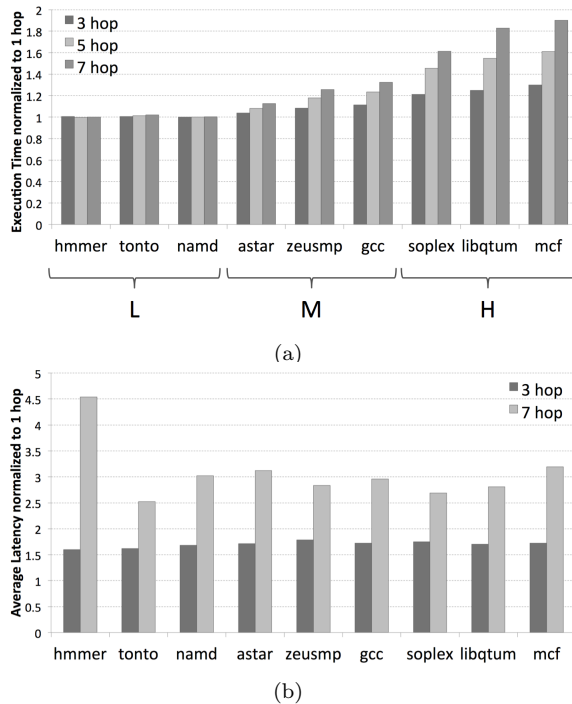 Execution Time normalized to 1 hop
2
1.8
1.6
1.4
1.2
1
0.8
0.6
0.4
0.2
0
3 hop
5 hop
7 hop
hmmer tonto namd astar zeusmp gcc soplex libqtum mcf
L M H
(a)
Average Latency normalized to 1 hop
5
4.5
4
3.5
3
2.5
2
1.5
1
0.5
0
3 hop
7 hop
hmmer tonto namd astar zeusmp gcc soplex libqtum mcf
(b)